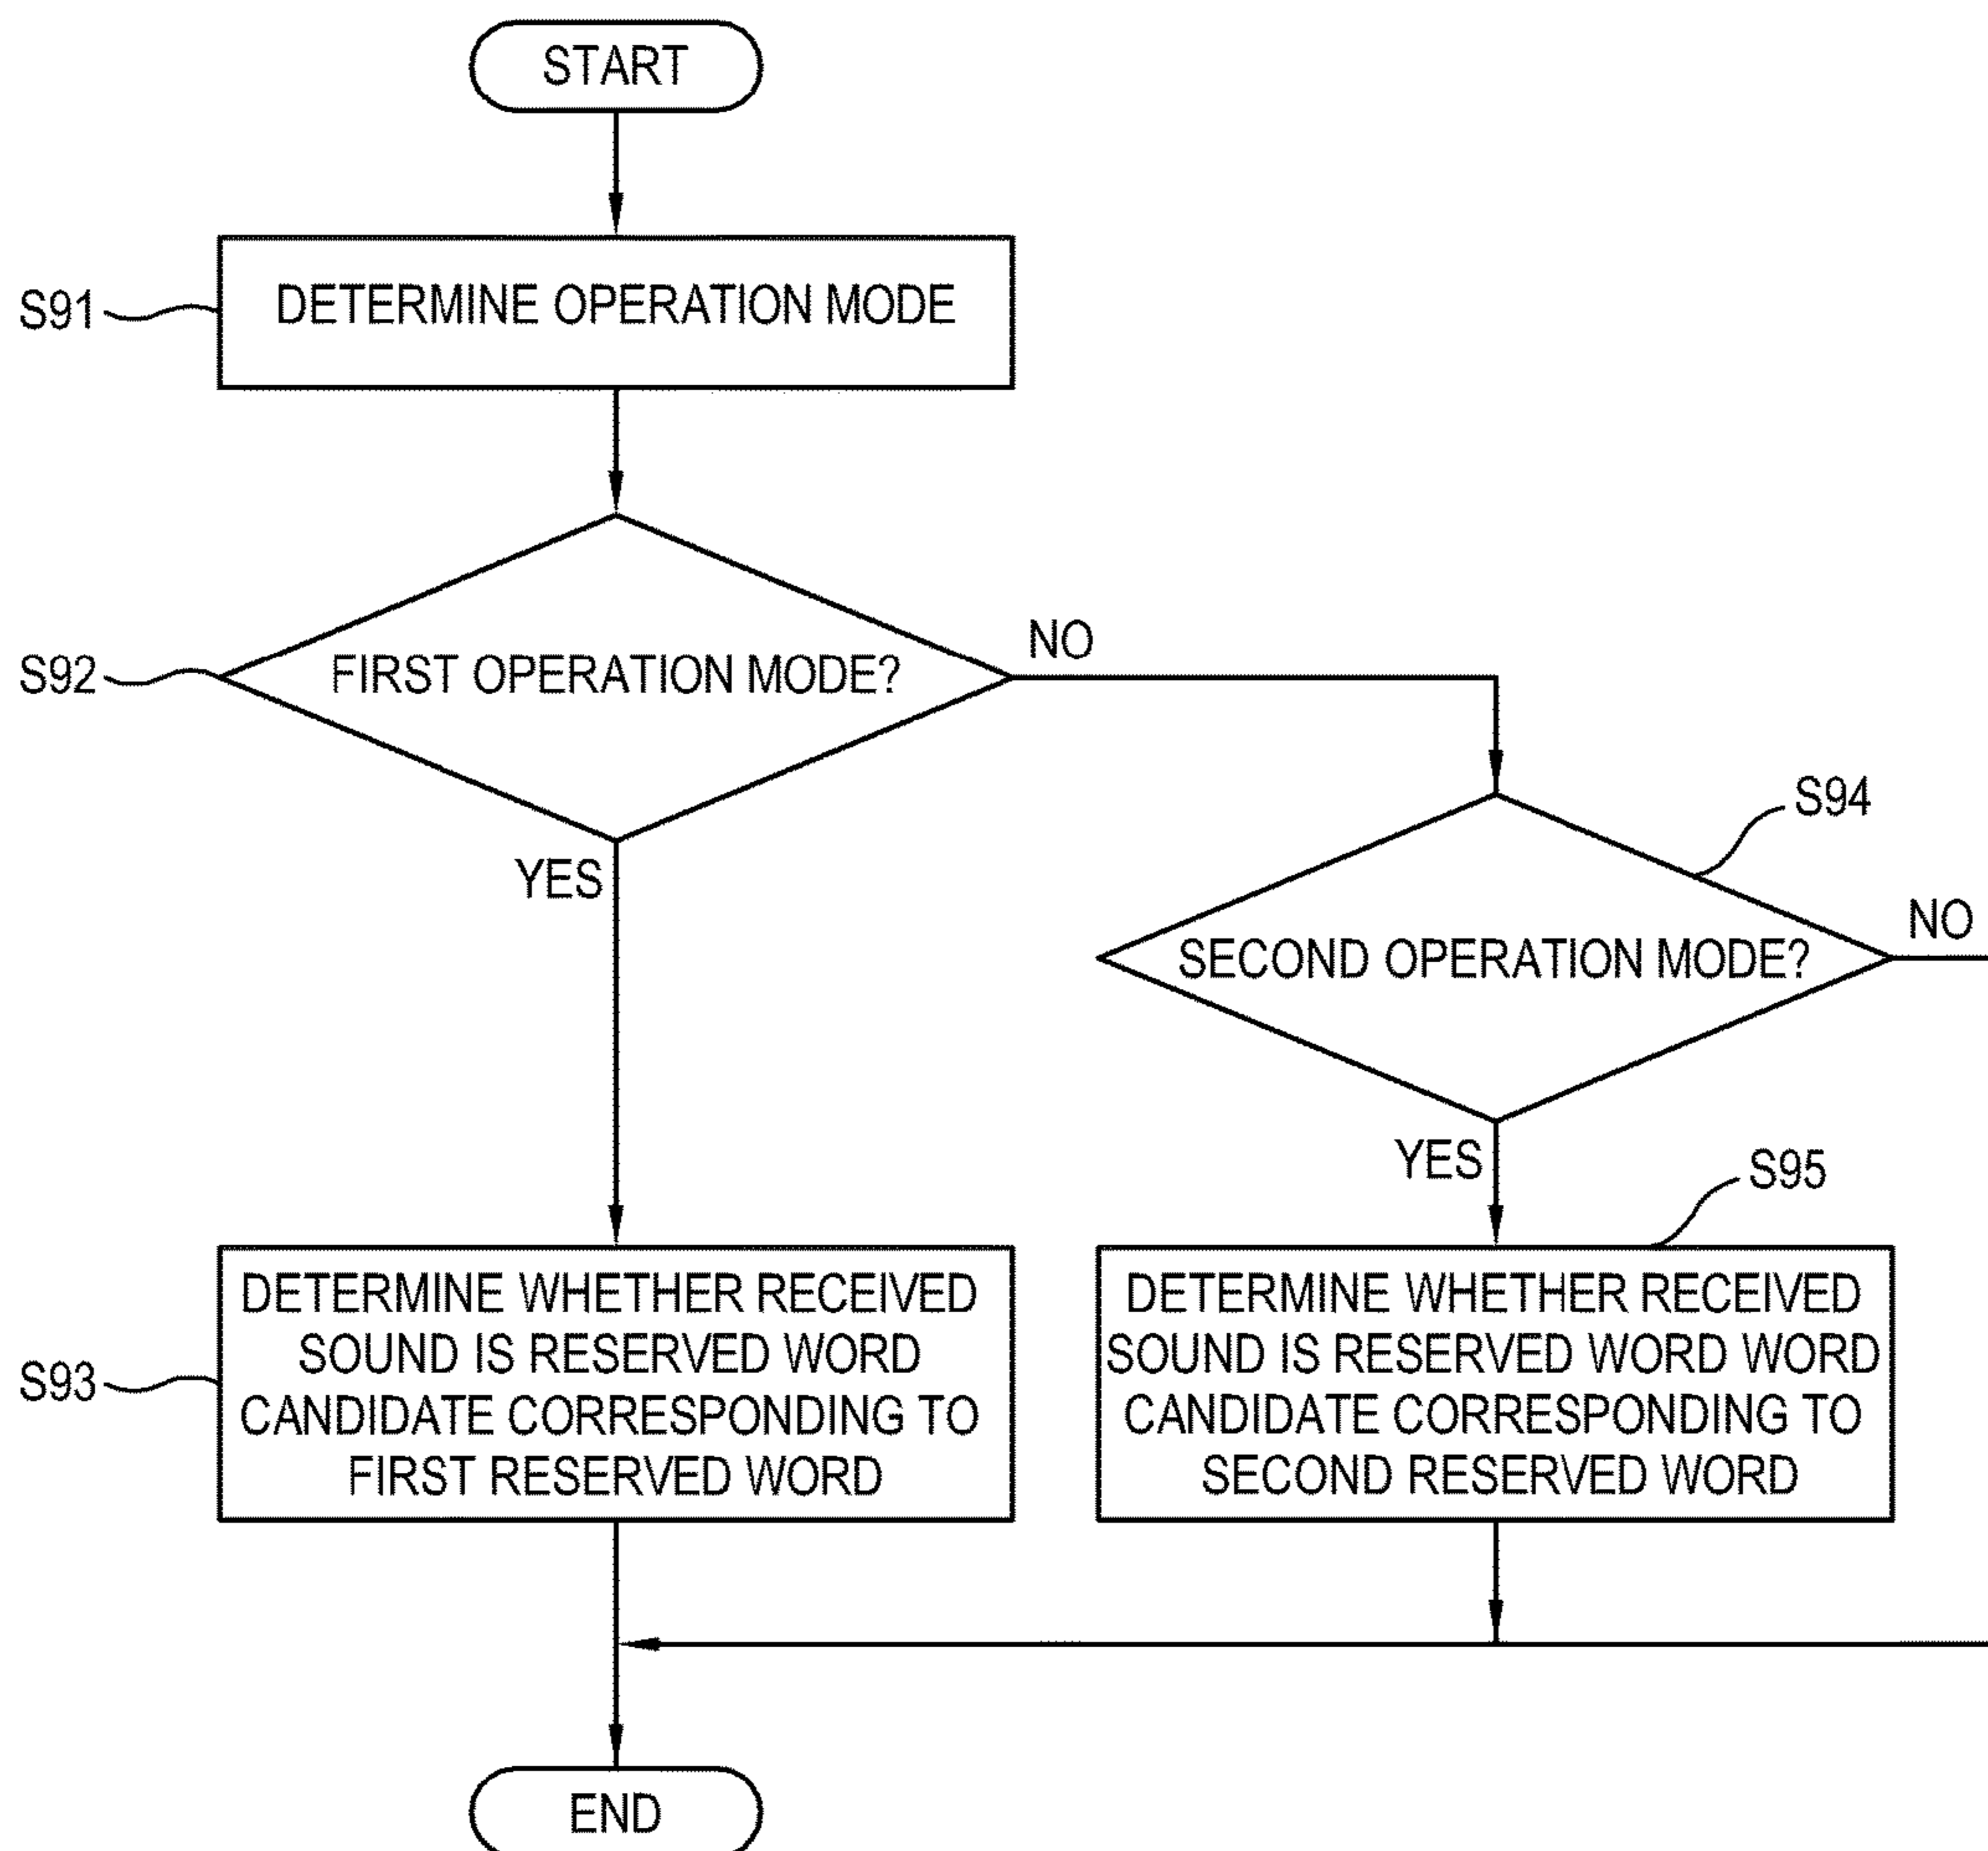 START
S91
DETERMINE OPERATION MODE
S92
FIRST OPERATION MODE?
NO
YES
S94
SECOND OPERATION MODE?
NO
YES
S95
S93
DETERMINE WHETHER RECEIVED
SOUND IS RESERVED WORD
CANDIDATE CORRESPONDING TO
FIRST RESERVED WORD
DETERMINE WHETHER RECEIVED
SOUND IS RESERVED WORD WORD
CANDIDATE CORRESPONDING TO
SECOND RESERVED WORD
END